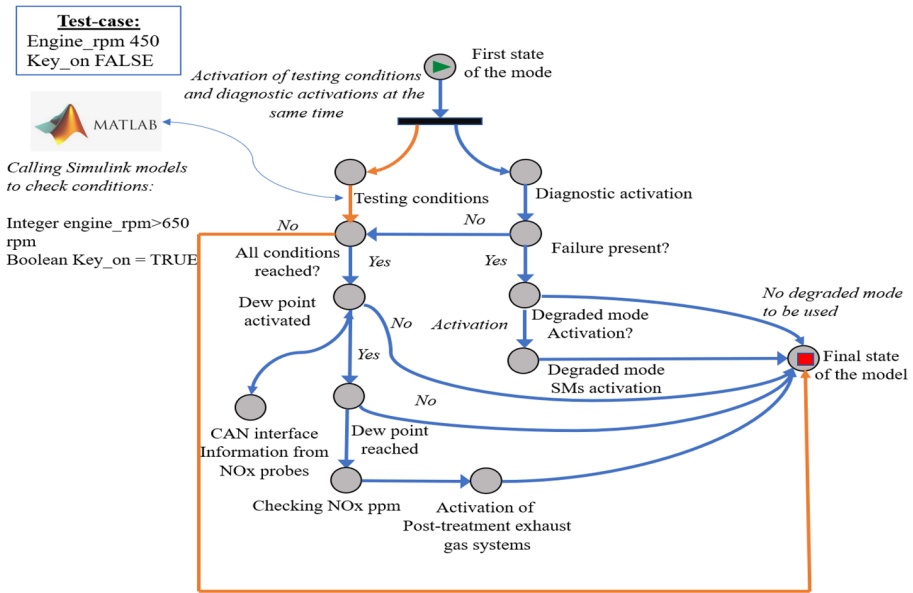 Test-case:
Engine_rpm 450
Key_on FALSE
First state
of the mode
Activation of testing conditions
and diagnostic activations at the
same time
MATLAB
Calling Simulink models
to check conditions:
Integer engine_rpm>650
rpm
Boolean Key_on = TRUE
Testing conditions
Diagnostic activation
No
No
All conditions
reached?
Failure present?
Yes
Yes
Dew point
activated
No
Activation
Degraded mode
Activation?
No degraded mode
to be used
Yes
Degraded mode
SMs activation
Final state
of the model
No
CAN interface
Information from
NOx probes
Dew point
reached
Checking NOx ppm
Activation of
Post-treatment exhaust
gas systems